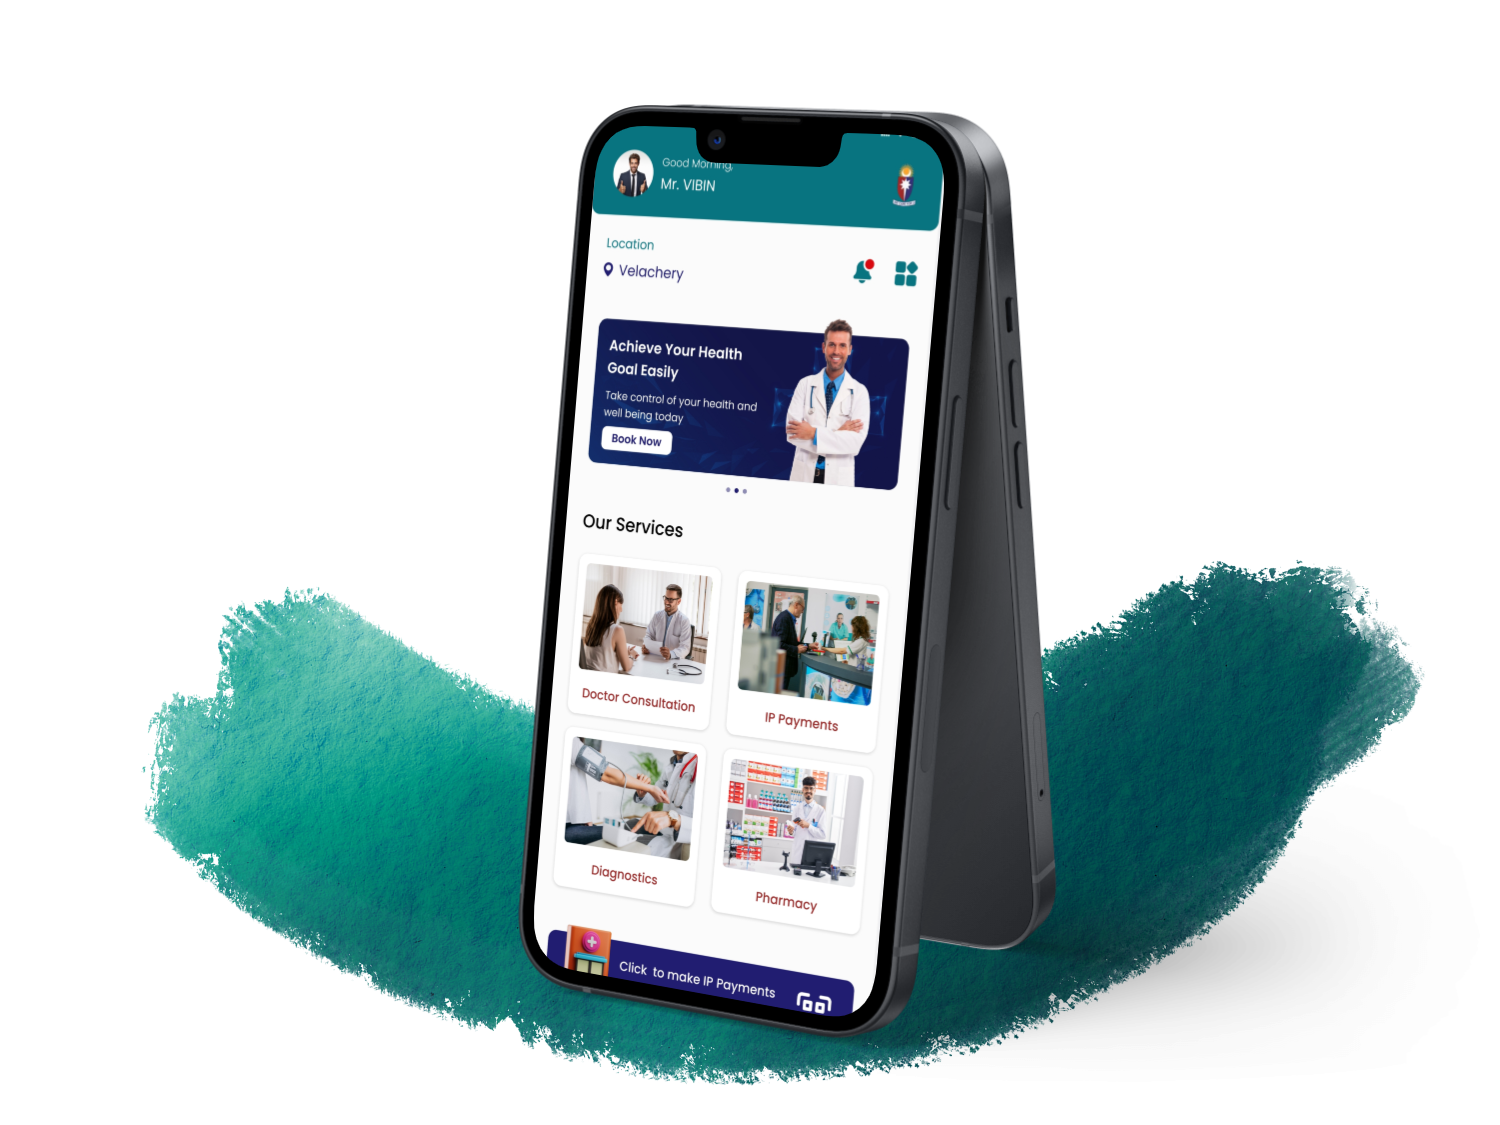 Good Morning,
Mr. VIBIN
Location
Velachery
Achieve Your Health
Goal Easily
Take control of your health and
well being today
Book Now
Our Services
Doctor Consultation
IP Payments
Diagnostics
Pharmacy
Click to make IP Payments